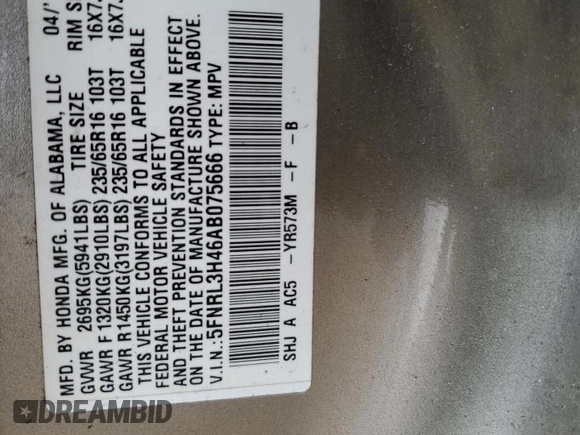 MFD. BY HONDA MFG. OF ALABAMA, LLC 04/
GVWR 2695KG(5941LBS) TIRE SIZE RIM S
GAWR F 1320KG(2910LBS) 235/65R16 103T 16X7.
GAWR R1450KG(3197LBS) 235/65R16 103T 16X7.
THIS VEHICLE CONFORMS TO ALL APPLICABLE
FEDERAL MOTOR VEHICLE SAFETY
AND THEFT PREVENTION STANDARDS IN EFFECT
ON THE DATE OF MANUFACTURE SHOWN ABOVE.
V.I.N.: 5FNRL3H46AB075666 TYPE: MPV
SHJ A AC5 -YR573M -F -B
DREAMBID